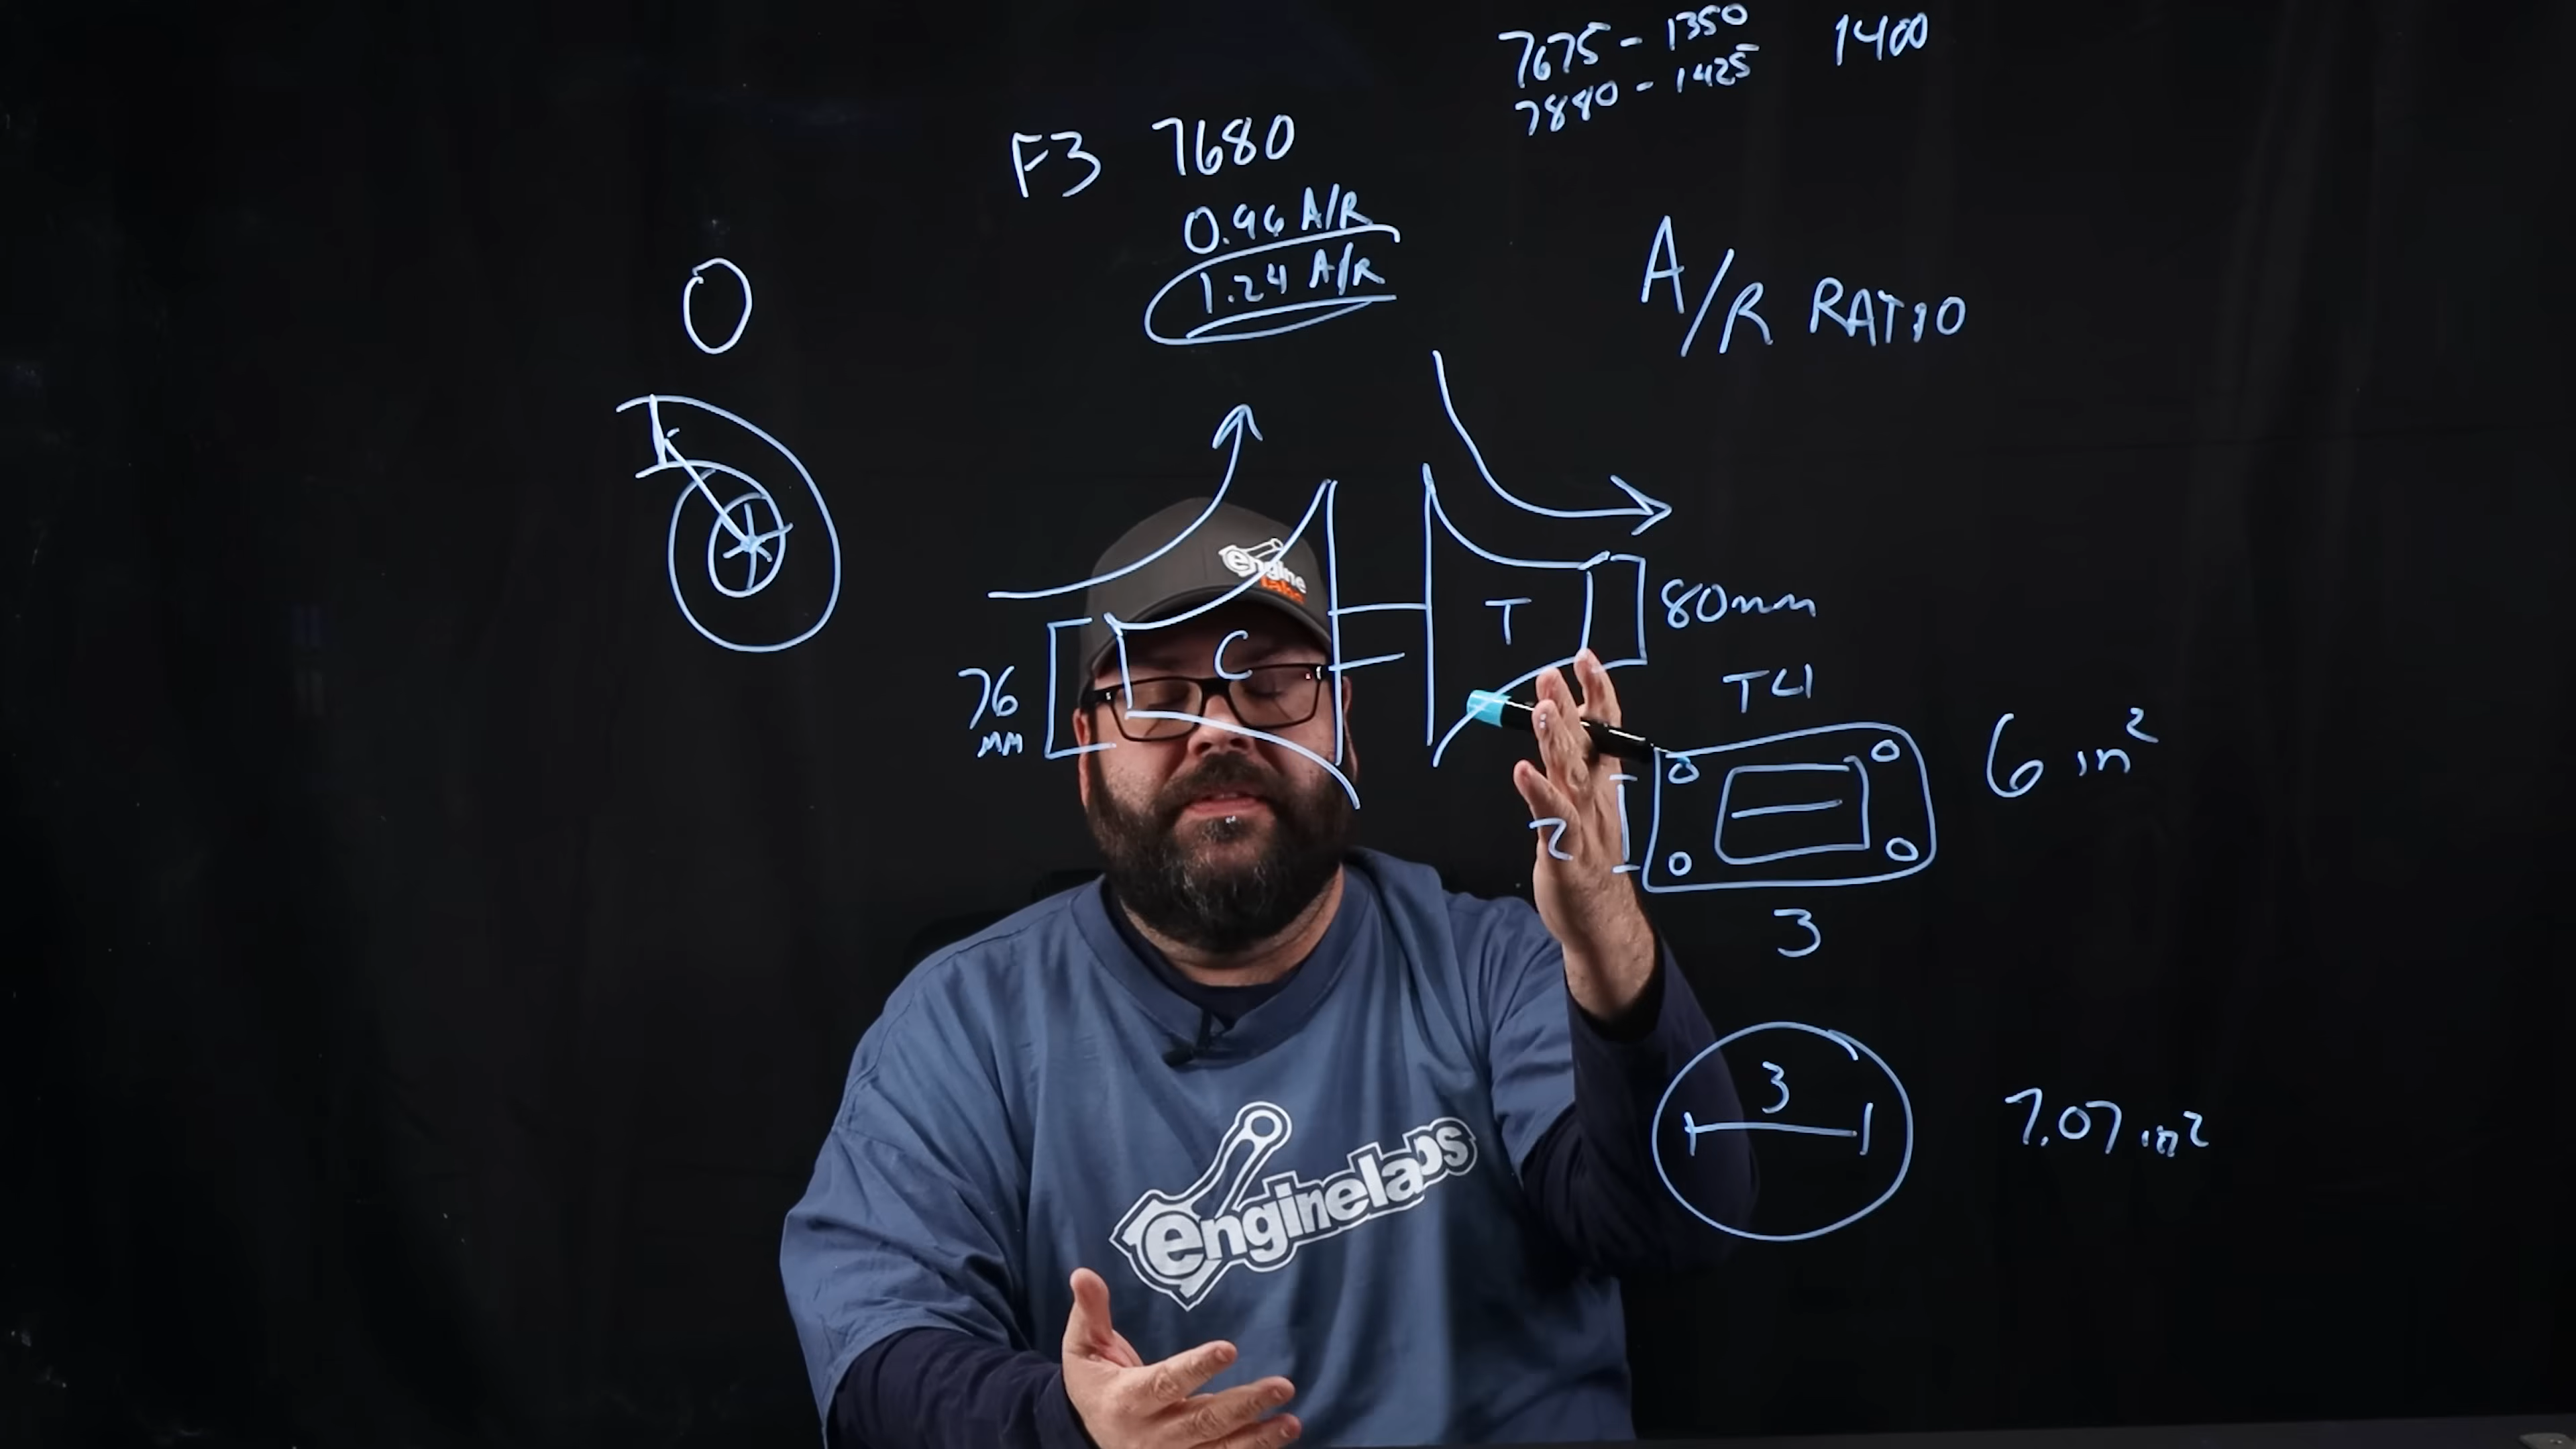 7675 - 1350
7880 - 1425
1400
F3 7680
0.96 A/R
1.24 A/R
A/R RATIO
engine
labs
C
T
80mm
76
MM
T4
2
3
6 in²
3
7.07 in²
enginelabs